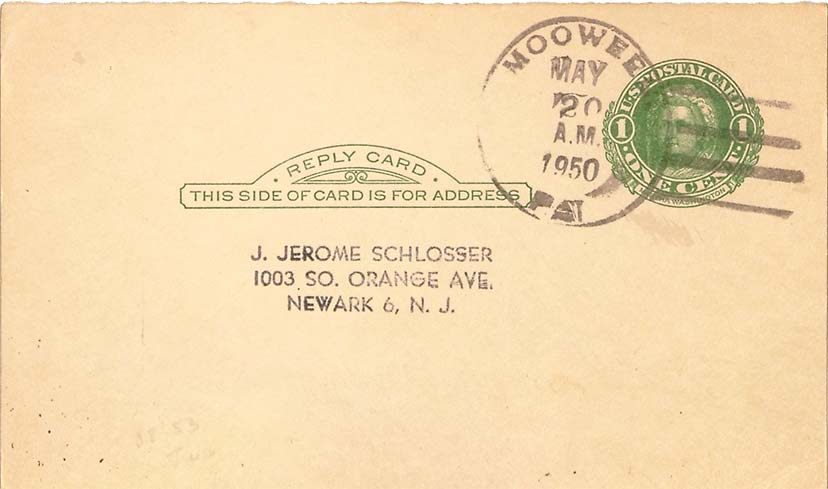 MOOWEE
MAY
20
A.M.
1950
PA
U.S. POSTAL CARD
1 1
ONE CENT
WASHINGTON
· REPLY CARD ·
THIS SIDE OF CARD IS FOR ADDRESS
J. JEROME SCHLOSSER
1003 SO. ORANGE AVE.
NEWARK 6, N. J.